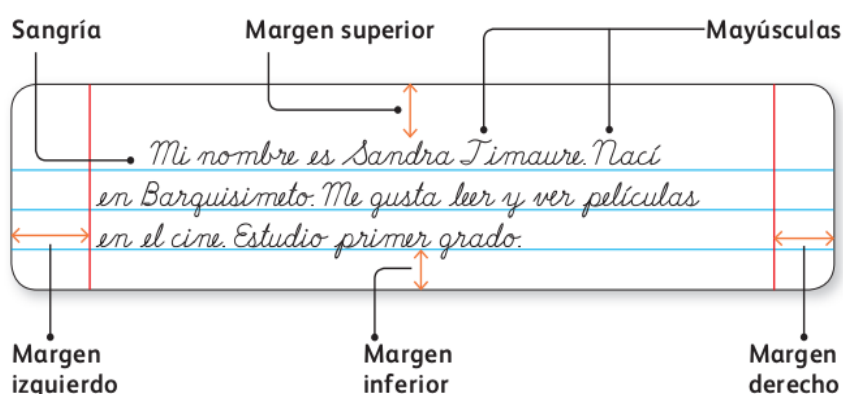 Sangría Margen superior Mayúsculas
Mi nombre es Sandra Timaure. Nací
en Barquisimeto. Me gusta leer y ver películas
en el cine. Estudio primer grado.
Margen izquierdo
Margen inferior
Margen derecho